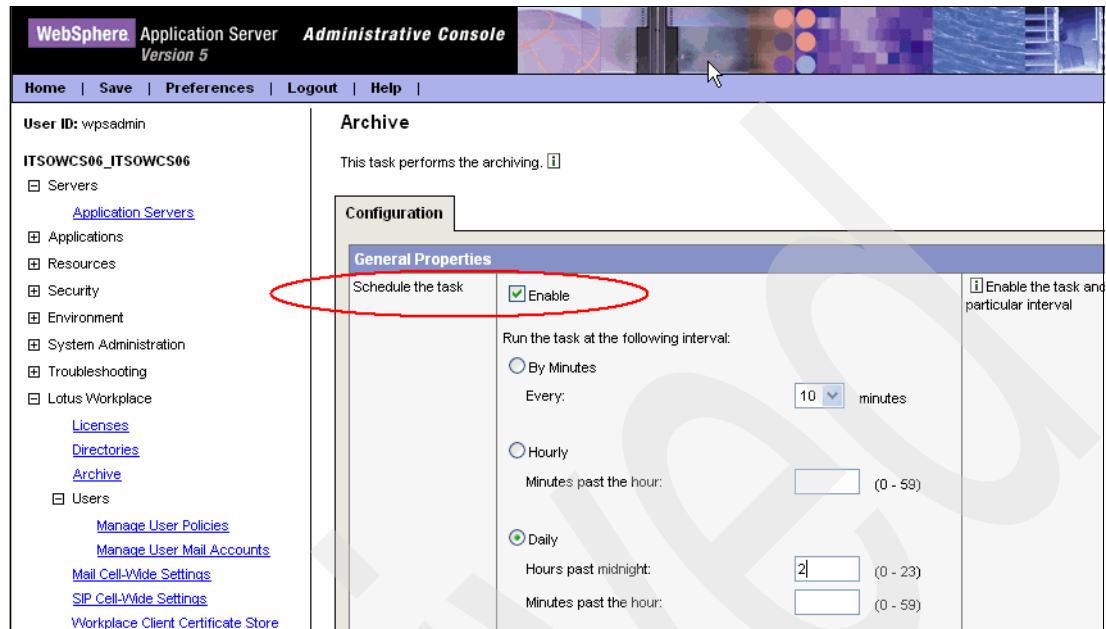 WebSphere. Application Server Administrative Console
Version 5
Home | Save | Preferences | Logout | Help |
User ID: wpsadmin
ITSOWCS06_ITSOWCS06
Servers
Application Servers
Applications
Resources
Security
Environment
System Administration
Troubleshooting
Lotus Workplace
Licenses
Directories
Archive
Users
Manage User Policies
Manage User Mail Accounts
Mail Cell-Wide Settings
SIP Cell-Wide Settings
Workplace Client Certificate Store
Archive
This task performs the archiving. i
Configuration
General Properties
Schedule the task
Enable
i Enable the task and
particular interval
Run the task at the following interval:
By Minutes
Every: 10 minutes
Hourly
Minutes past the hour: (0 - 59)
Daily
Hours past midnight: 2 (0 - 23)
Minutes past the hour: (0 - 59)